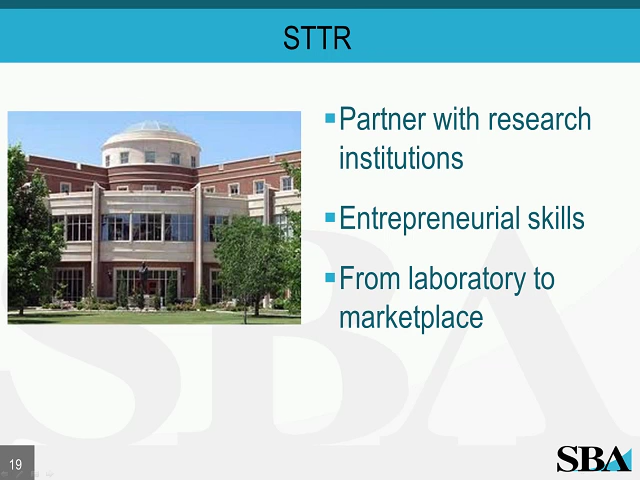 STTR
▪Partner with research
institutions
▪Entrepreneurial skills
▪From laboratory to
marketplace
19
SBA